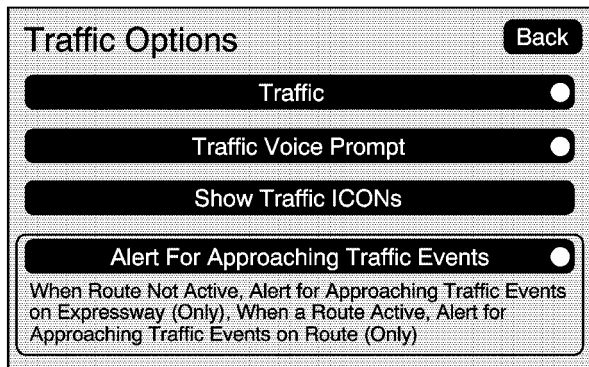 Traffic Options
Back
Traffic
Traffic Voice Prompt
Show Traffic ICONs
Alert For Approaching Traffic Events
When Route Not Active, Alert for Approaching Traffic Events
on Expressway (Only), When a Route Active, Alert for
Approaching Traffic Events on Route (Only)